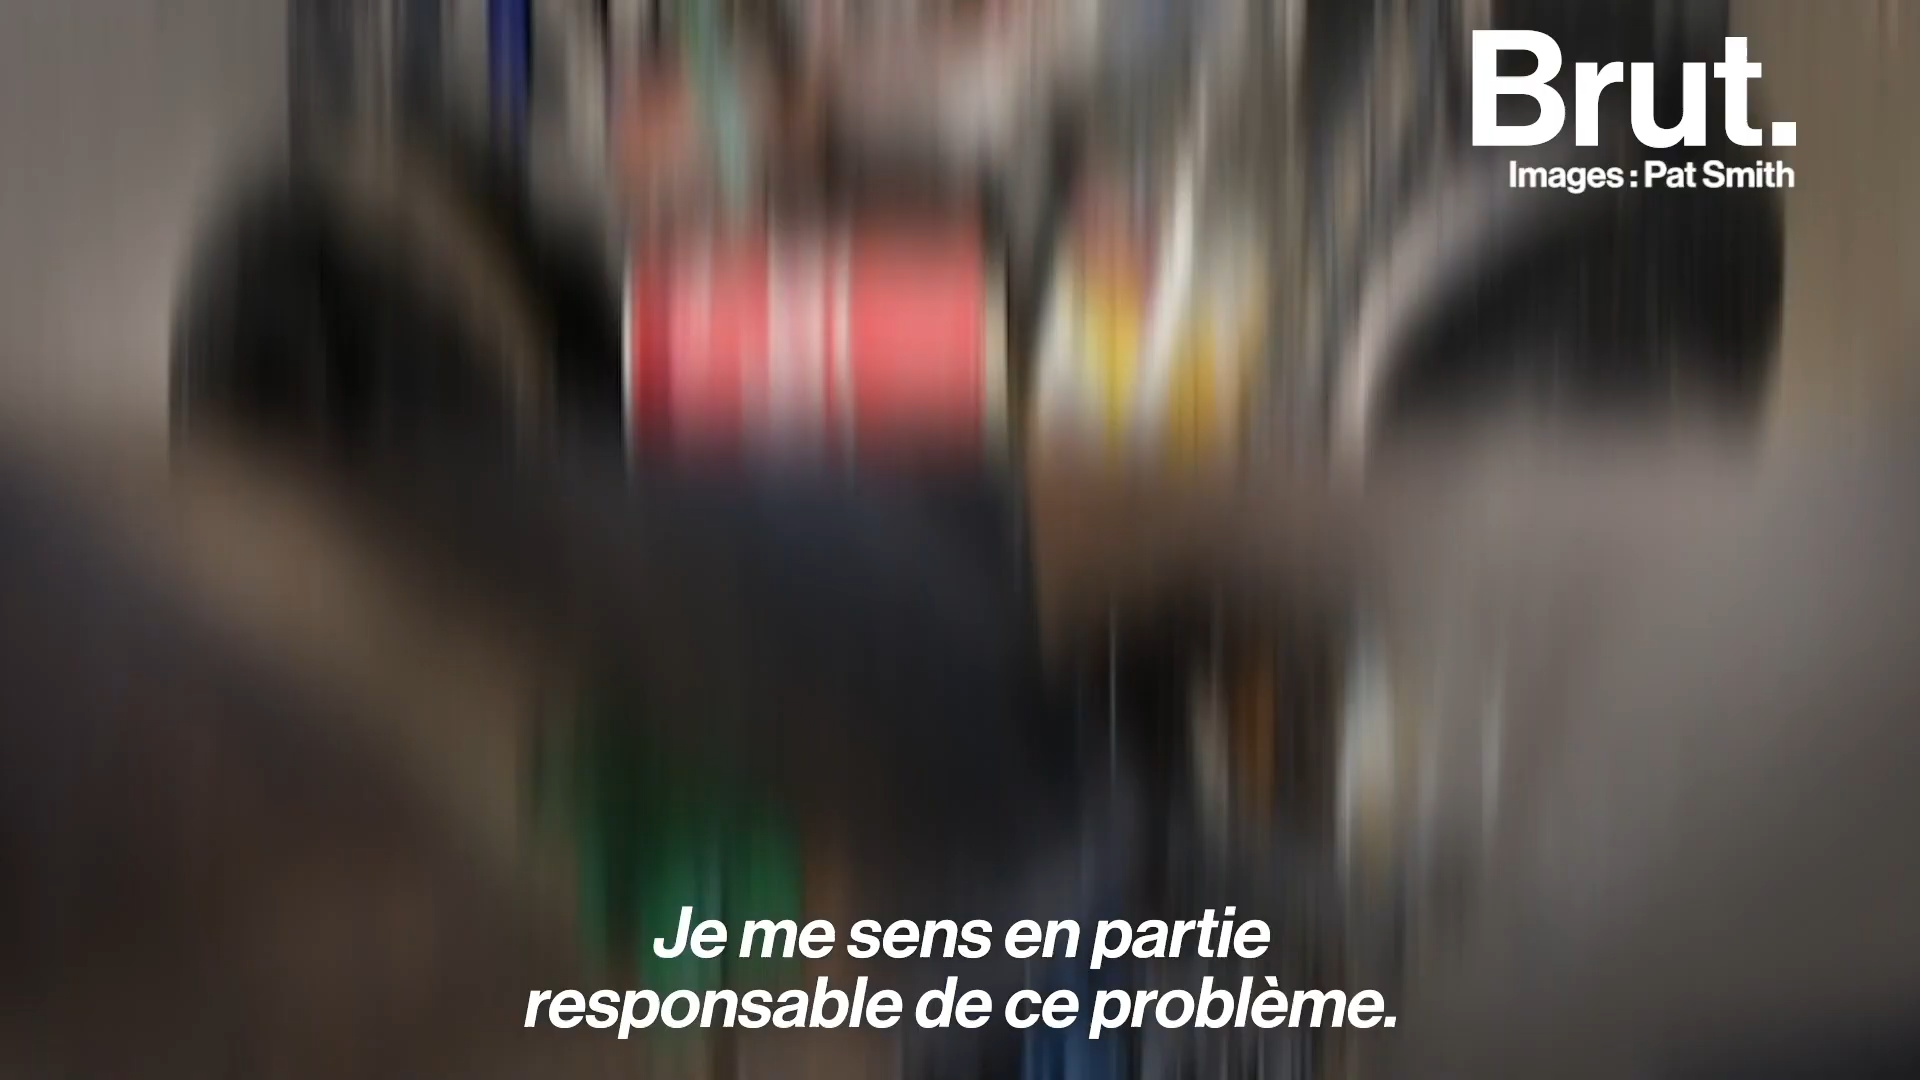 Brut.
Images : Pat Smith
Je me sens en partie
responsable de ce problème.